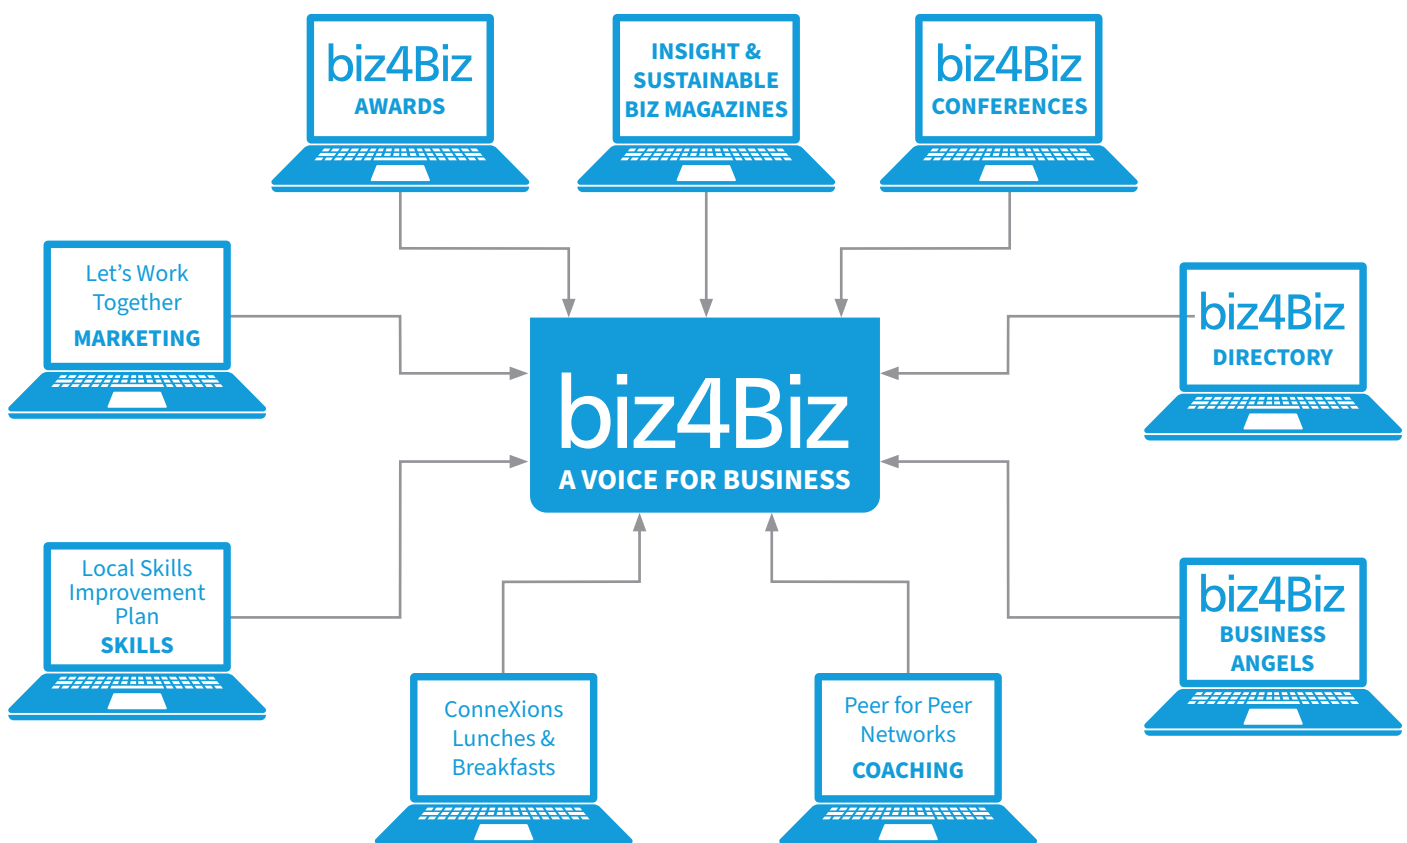 biz4Biz
AWARDS
INSIGHT &
SUSTAINABLE
BIZ MAGAZINES
biz4Biz
CONFERENCES
Let’s Work
Together
MARKETING
biz4Biz
DIRECTORY
biz4Biz
A VOICE FOR BUSINESS
Local Skills
Improvement
Plan
SKILLS
biz4Biz
BUSINESS
ANGELS
ConneXions
Lunches &
Breakfasts
Peer for Peer
Networks
COACHING